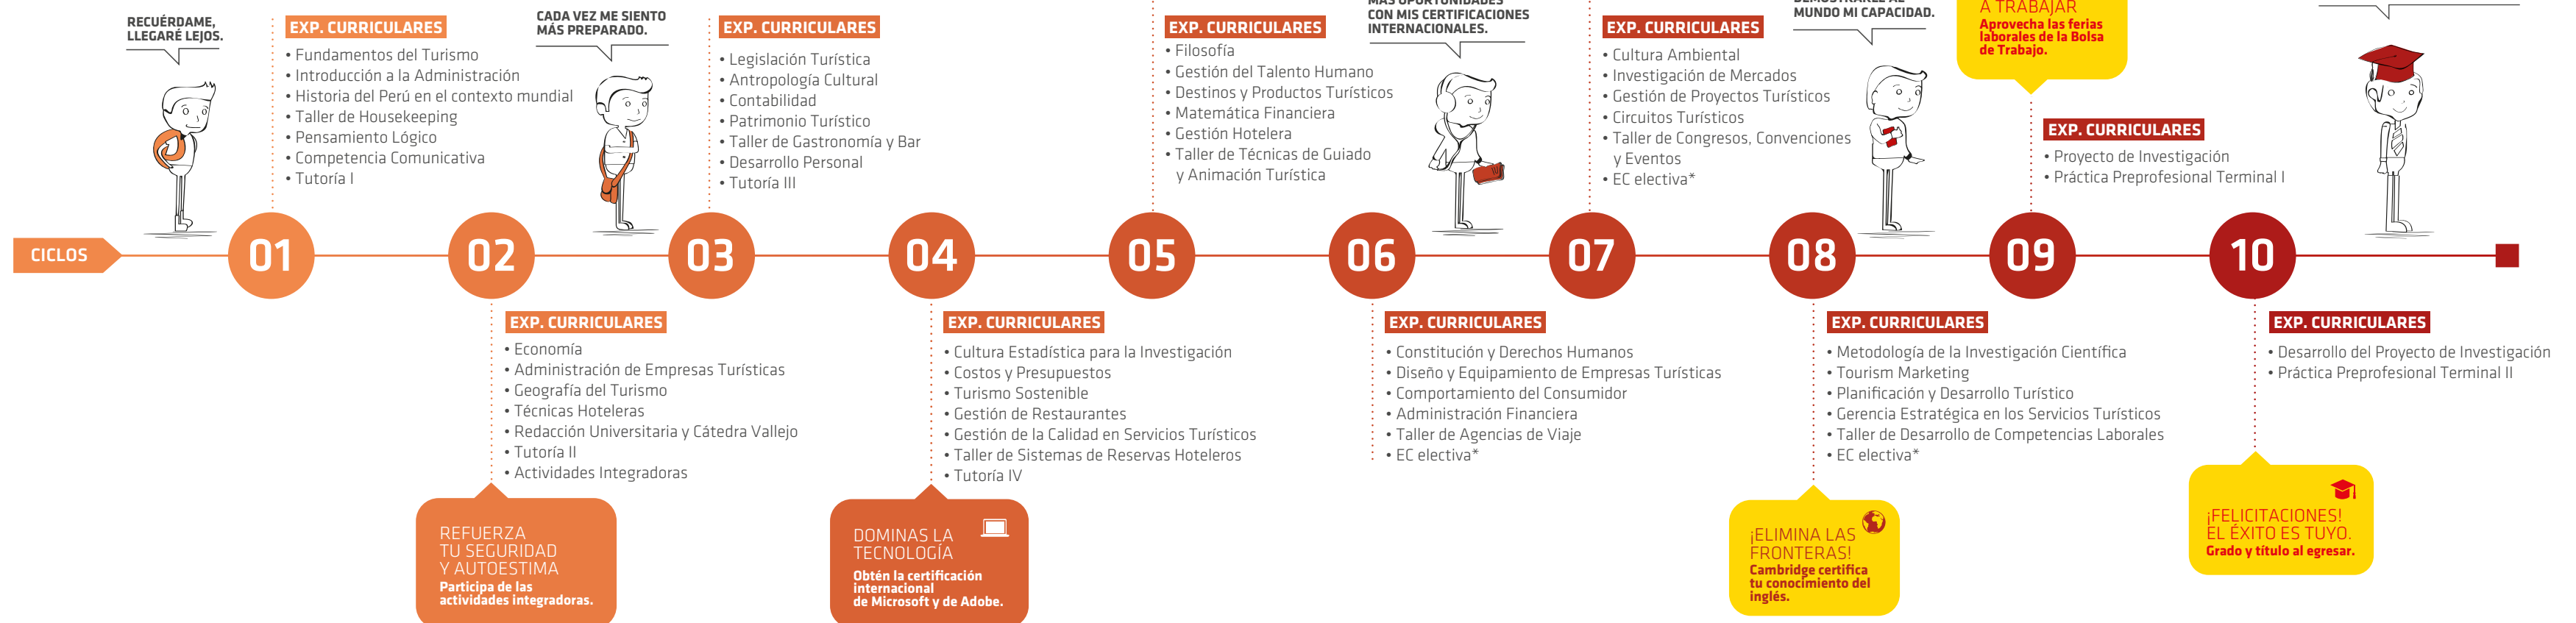 RECUÉRDAME,
LLEGARÉ LEJOS.
EXP. CURRICULARES
• Fundamentos del Turismo
• Introducción a la Administración
• Historia del Perú en el contexto mundial
• Taller de Housekeeping
• Pensamiento Lógico
• Competencia Comunicativa
• Tutoría I
CADA VEZ ME SIENTO
MÁS PREPARADO.
EXP. CURRICULARES
• Legislación Turística
• Antropología Cultural
• Contabilidad
• Patrimonio Turístico
• Taller de Gastronomía y Bar
• Desarrollo Personal
• Tutoría III
EXP. CURRICULARES
• Filosofía
• Gestión del Talento Humano
• Destinos y Productos Turísticos
• Matemática Financiera
• Gestión Hotelera
• Taller de Técnicas de Guiado
y Animación Turística
MÁS OPORTUNIDADES
CON MIS CERTIFICACIONES
INTERNACIONALES.
EXP. CURRICULARES
• Cultura Ambiental
• Investigación de Mercados
• Gestión de Proyectos Turísticos
• Circuitos Turísticos
• Taller de Congresos, Convenciones
y Eventos
• EC electiva*
MUNDO MI CAPACIDAD.
A TRABAJAR
Aprovecha las ferias
laborales de la Bolsa
de Trabajo.
EXP. CURRICULARES
• Proyecto de Investigación
• Práctica Preprofesional Terminal I
CICLOS
01
02
03
04
05
06
07
08
09
10
EXP. CURRICULARES
• Economía
• Administración de Empresas Turísticas
• Geografía del Turismo
• Técnicas Hoteleras
• Redacción Universitaria y Cátedra Vallejo
• Tutoría II
• Actividades Integradoras
REFUERZA
TU SEGURIDAD
Y AUTOESTIMA
Participa de las
actividades integradoras.
EXP. CURRICULARES
• Cultura Estadística para la Investigación
• Costos y Presupuestos
• Turismo Sostenible
• Gestión de Restaurantes
• Gestión de la Calidad en Servicios Turísticos
• Taller de Sistemas de Reservas Hoteleros
• Tutoría IV
DOMINAS LA
TECNOLOGÍA
Obtén la certificación
internacional
de Microsoft y de Adobe.
EXP. CURRICULARES
• Constitución y Derechos Humanos
• Diseño y Equipamiento de Empresas Turísticas
• Comportamiento del Consumidor
• Administración Financiera
• Taller de Agencias de Viaje
• EC electiva*
EXP. CURRICULARES
• Metodología de la Investigación Científica
• Tourism Marketing
• Planificación y Desarrollo Turístico
• Gerencia Estratégica en los Servicios Turísticos
• Taller de Desarrollo de Competencias Laborales
• EC electiva*
¡ELIMINA LAS
FRONTERAS!
Cambridge certifica
tu conocimiento del
inglés.
EXP. CURRICULARES
• Desarrollo del Proyecto de Investigación
• Práctica Preprofesional Terminal II
¡FELICITACIONES!
EL ÉXITO ES TUYO.
Grado y título al egresar.